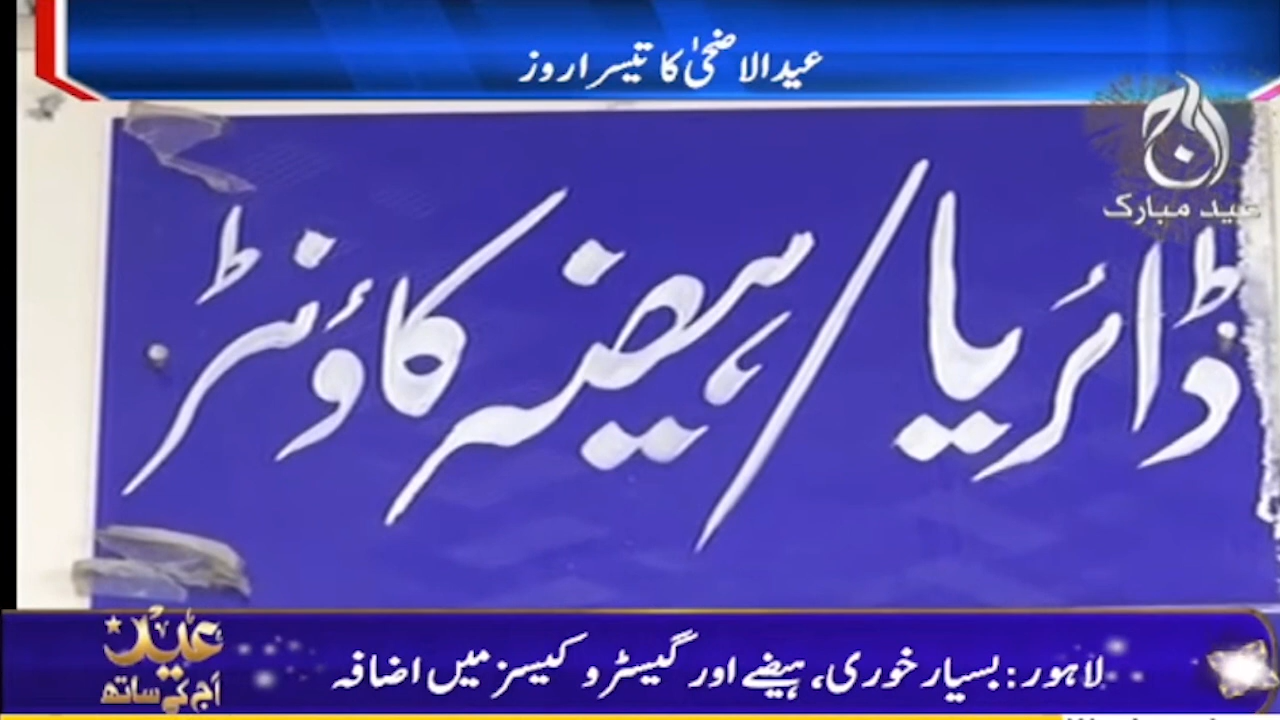 عیدالاضحیٰ کا تیسرا روز
آج
عید مبارک
ڈائریا/ہیضہ کاؤنٹر
لاہور: بسیار خوری، ہیضے اور گیسٹرو کیسز میں اضافہ
عید
آج کے ساتھ